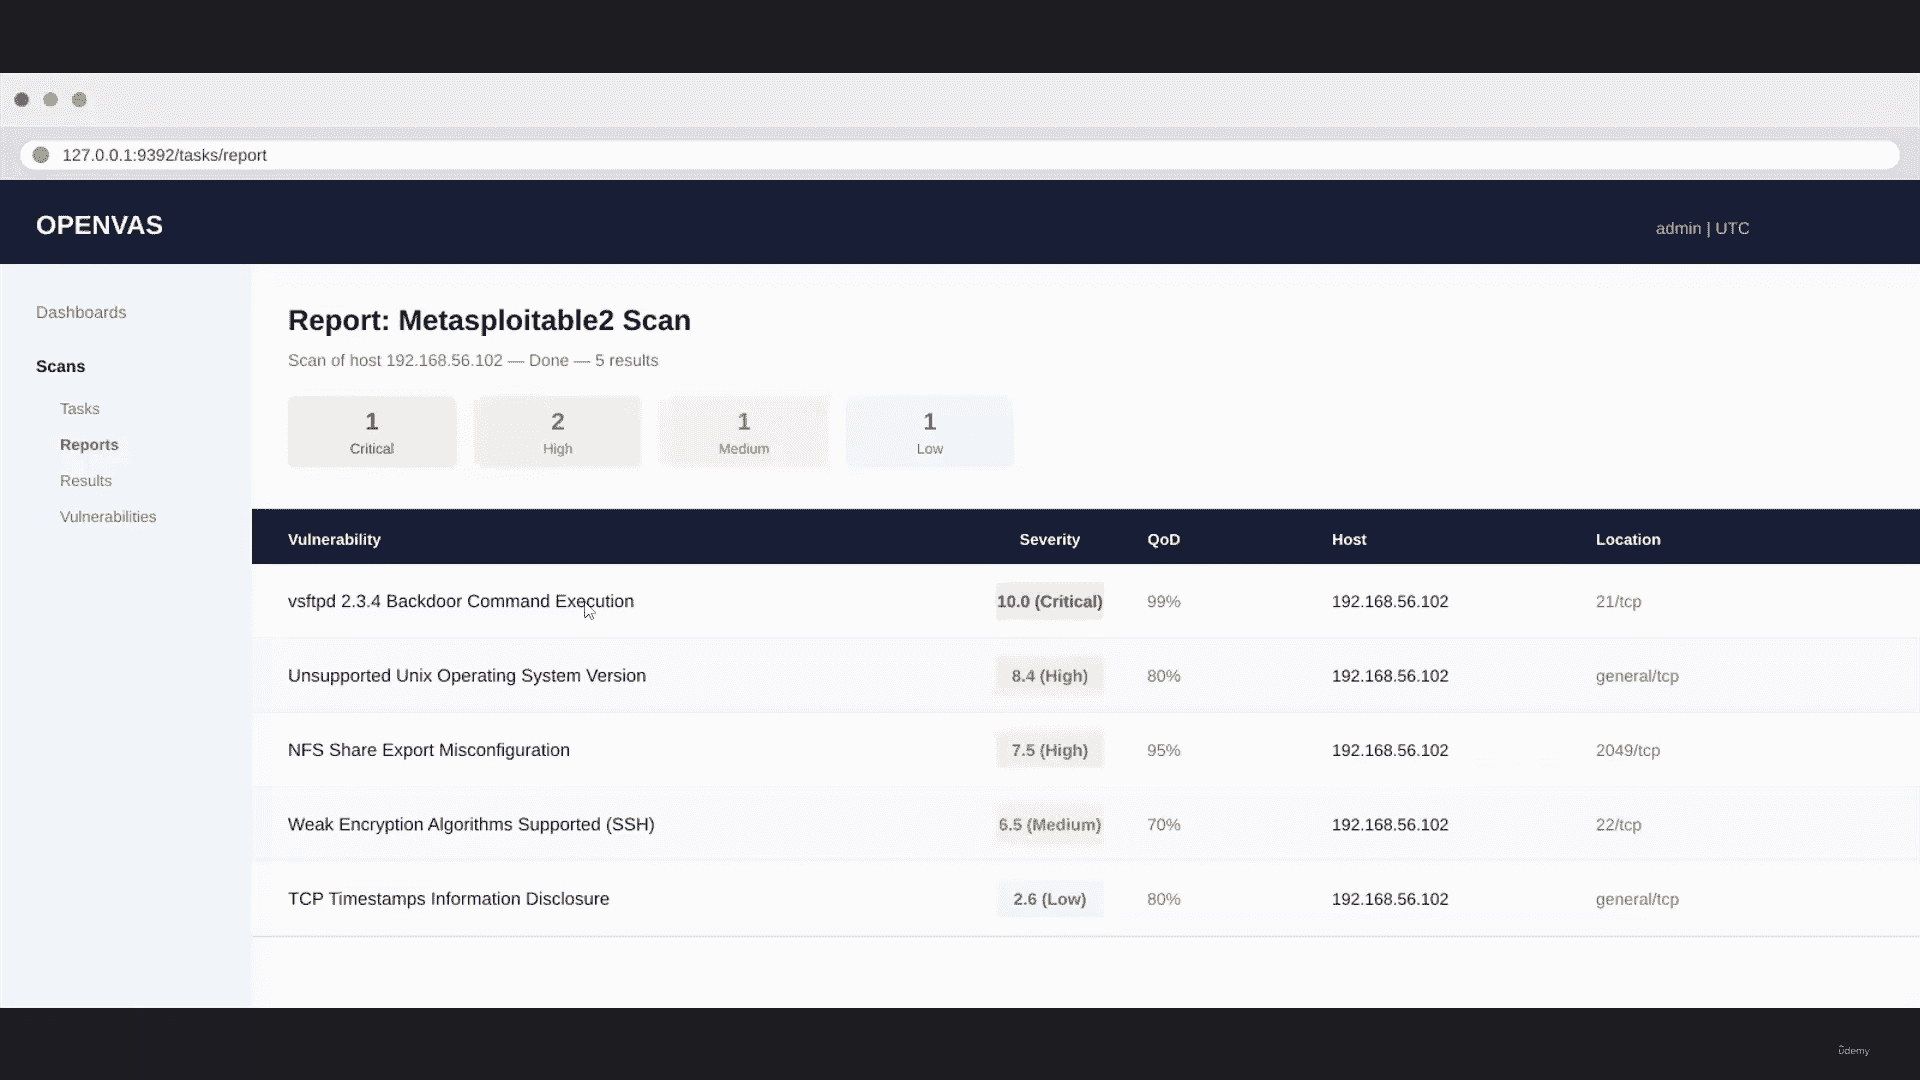 127.0.0.1:9392/tasks/report
OPENVAS
admin | UTC
Dashboards
Scans
Tasks
Reports
Results
Vulnerabilities
Report: Metasploitable2 Scan
Scan of host 192.168.56.102 — Done — 5 results
1 2 1 1
Critical High Medium Low
Vulnerability Severity QoD Host Location
vsftpd 2.3.4 Backdoor Command Execution 10.0 (Critical) 99% 192.168.56.102 21/tcp
Unsupported Unix Operating System Version 8.4 (High) 80% 192.168.56.102 general/tcp
NFS Share Export Misconfiguration 7.5 (High) 95% 192.168.56.102 2049/tcp
Weak Encryption Algorithms Supported (SSH) 6.5 (Medium) 70% 192.168.56.102 22/tcp
TCP Timestamps Information Disclosure 2.6 (Low) 80% 192.168.56.102 general/tcp
udemy